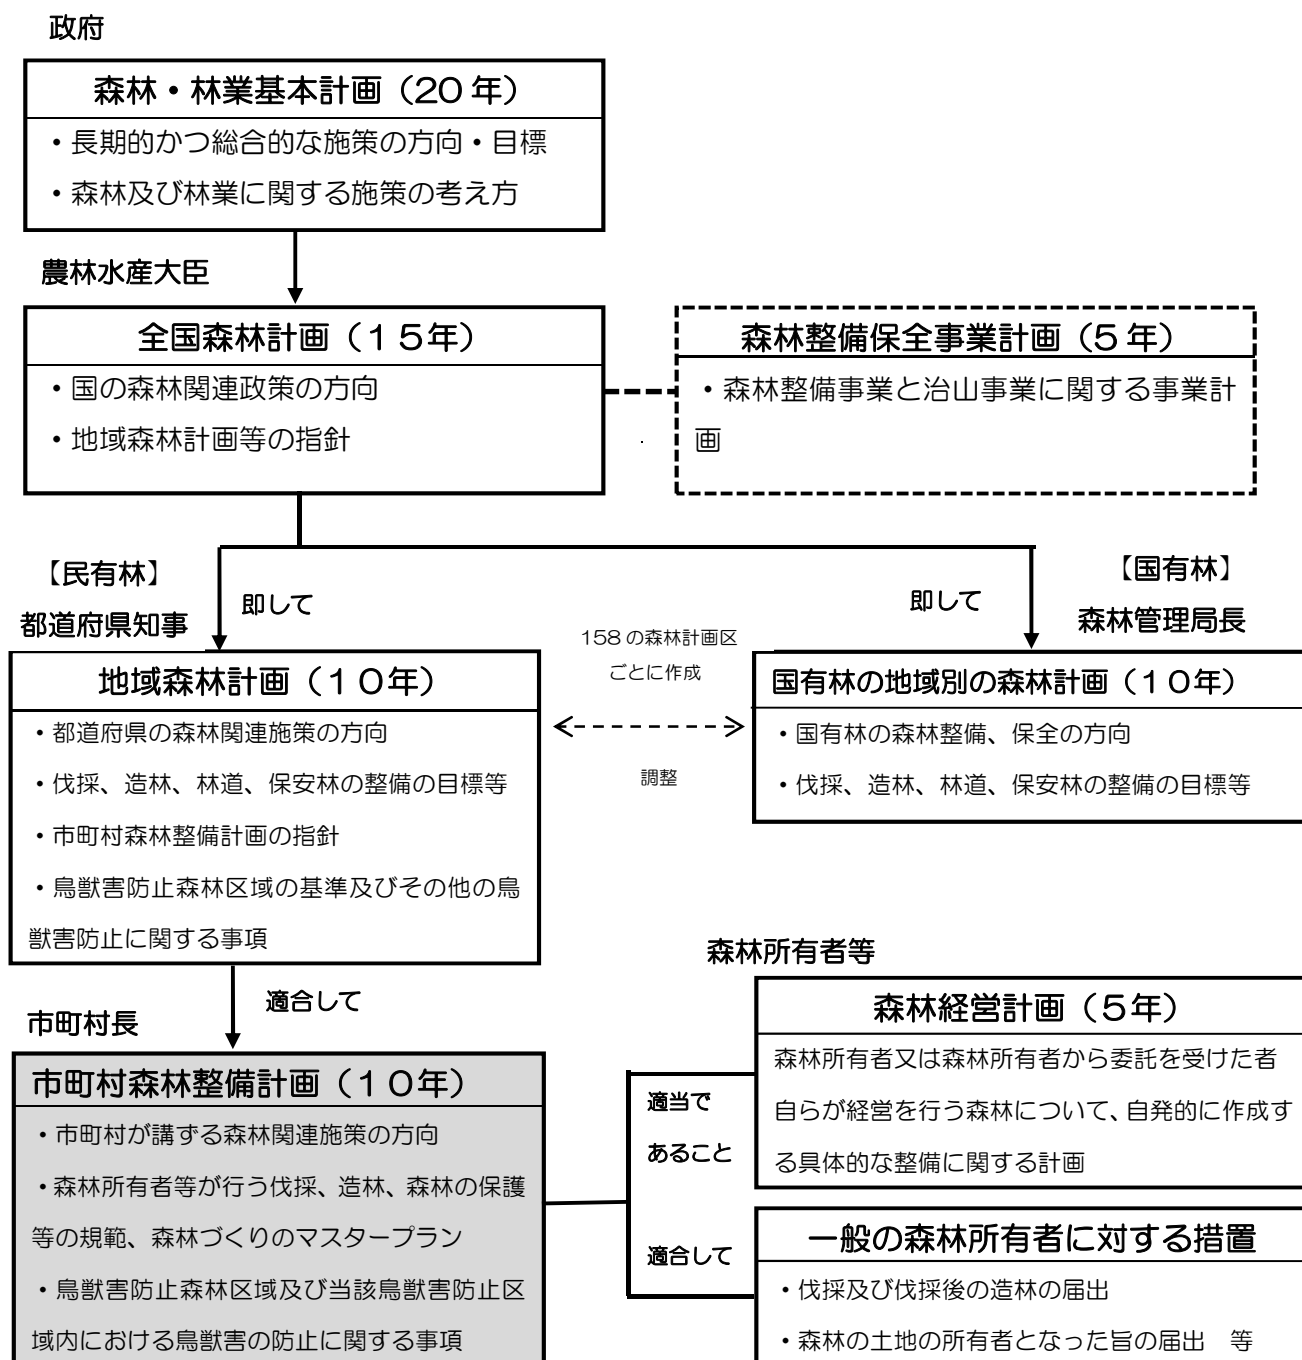 政府
森林・林業基本計画（20年）
・長期的かつ総合的な施策の方向・目標
・森林及び林業に関する施策の考え方
農林水産大臣
全国森林計画（１５年）
・国の森林関連政策の方向
・地域森林計画等の指針
森林整備保全事業計画（5年）
・森林整備事業と治山事業に関する事業計
画
【民有林】
都道府県知事
即して
【国有林】
森林管理局長
即して
158の森林計画区
ごとに作成
調整
地域森林計画（１０年）
・都道府県の森林関連施策の方向
・伐採、造林、林道、保安林の整備の目標等
・市町村森林整備計画の指針
・鳥獣害防止森林区域の基準及びその他の鳥
獣害防止に関する事項
国有林の地域別の森林計画（１０年）
・国有林の森林整備、保全の方向
・伐採、造林、林道、保安林の整備の目標等
適合して
市町村長
市町村森林整備計画（１０年）
・市町村が講ずる森林関連施策の方向
・森林所有者等が行う伐採、造林、森林の保護
等の規範、森林づくりのマスタープラン
・鳥獣害防止森林区域及び当該鳥獣害防止区
域内における鳥獣害の防止に関する事項
適当で
あること
適合して
森林所有者等
森林経営計画（５年）
森林所有者又は森林所有者から委託を受けた者
自らが経営を行う森林について、自発的に作成す
る具体的な整備に関する計画
一般の森林所有者に対する措置
・伐採及び伐採後の造林の届出
・森林の土地の所有者となった旨の届出　等